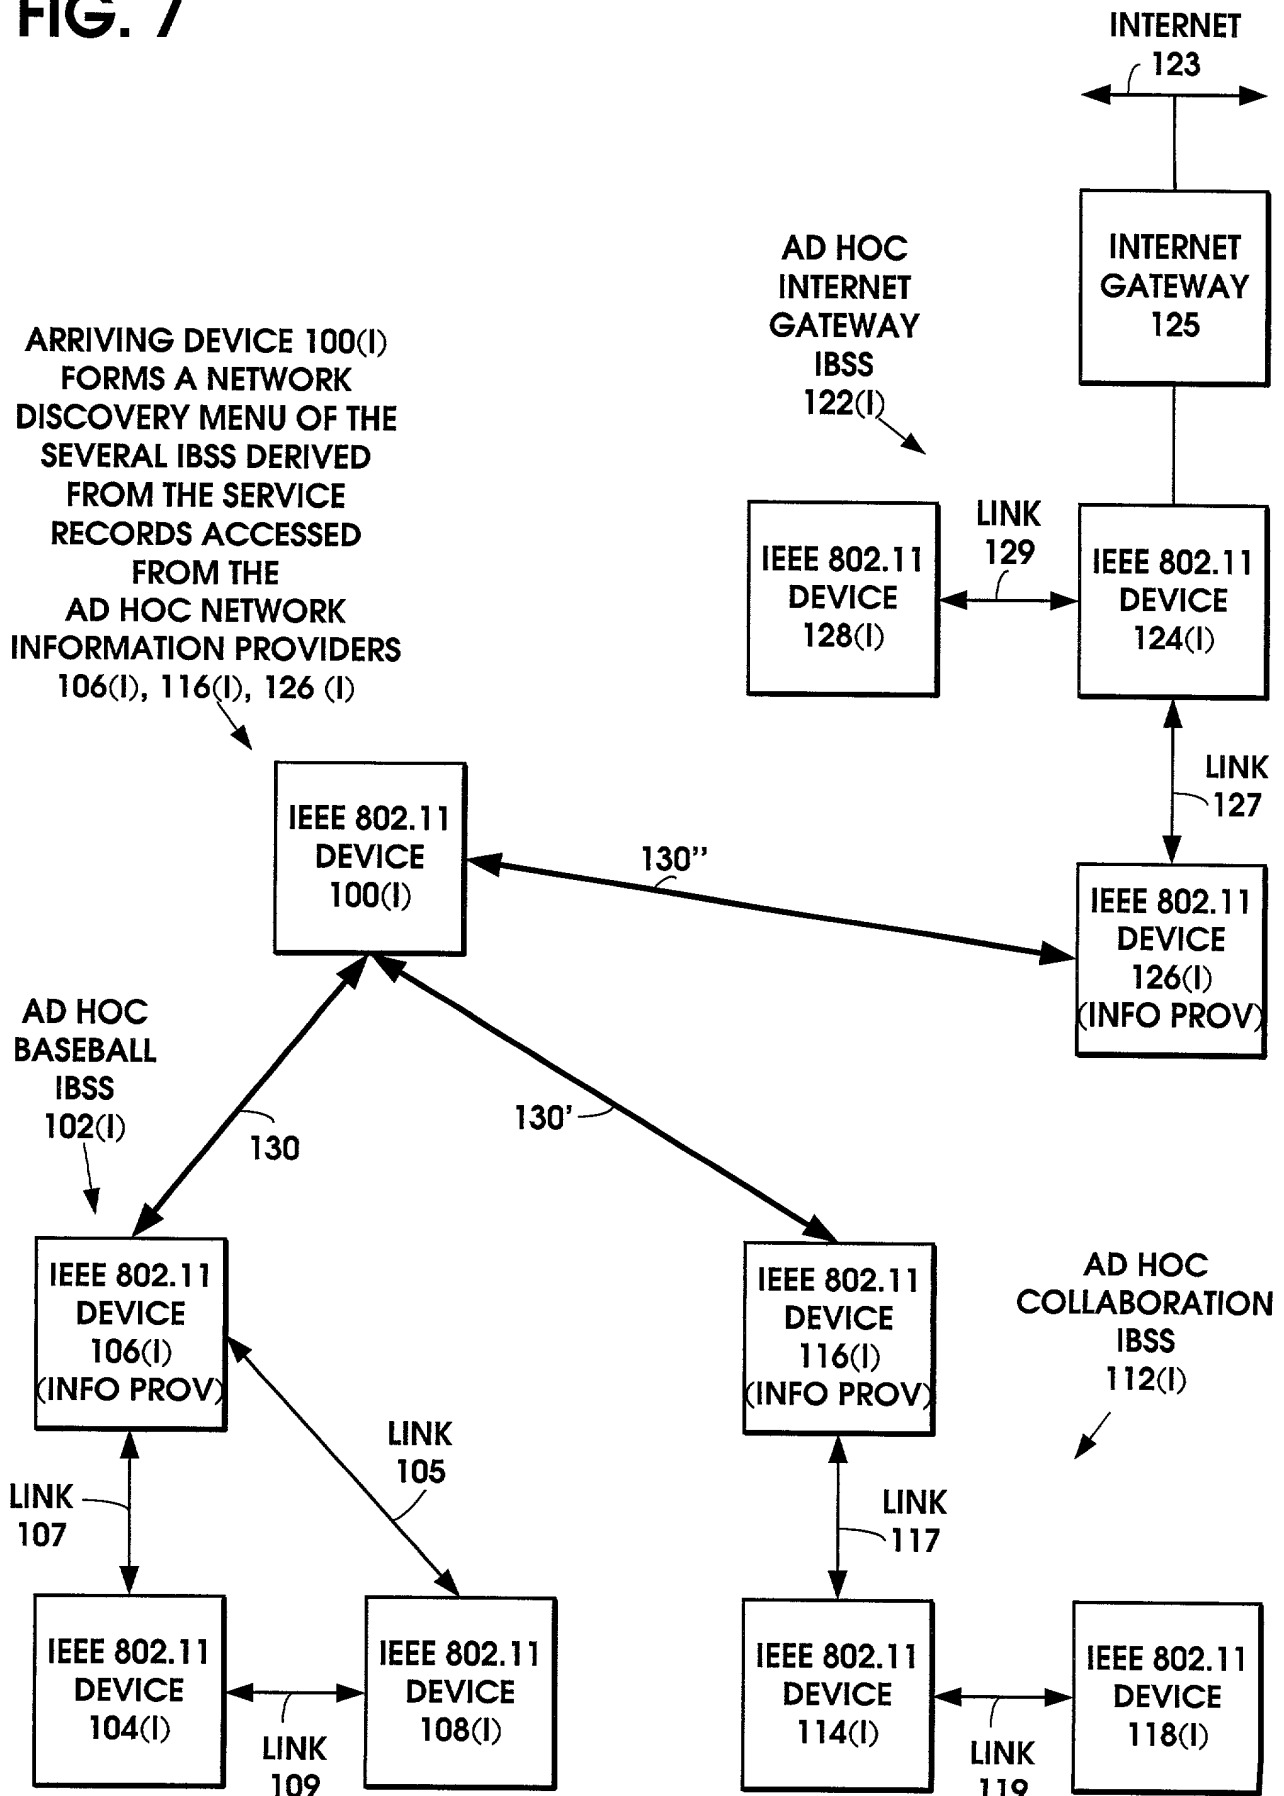 FIG. 7
INTERNET
123
INTERNET
GATEWAY
125
AD HOC
INTERNET
GATEWAY
IBSS
122(I)
ARRIVING DEVICE 100(I)
FORMS A NETWORK
DISCOVERY MENU OF THE
SEVERAL IBSS DERIVED
FROM THE SERVICE
RECORDS ACCESSED
FROM THE
AD HOC NETWORK
INFORMATION PROVIDERS
106(I), 116(I), 126 (I)
IEEE 802.11
DEVICE
128(I)
LINK
129
IEEE 802.11
DEVICE
124(I)
LINK
127
IEEE 802.11
DEVICE
100(I)
130''
IEEE 802.11
DEVICE
126(I)
(INFO PROV)
AD HOC
BASEBALL
IBSS
102(I)
130
130'
IEEE 802.11
DEVICE
106(I)
(INFO PROV)
IEEE 802.11
DEVICE
116(I)
(INFO PROV)
AD HOC
COLLABORATION
IBSS
112(I)
LINK
105
LINK
107
LINK
117
IEEE 802.11
DEVICE
104(I)
LINK
109
IEEE 802.11
DEVICE
108(I)
IEEE 802.11
DEVICE
114(I)
LINK
119
IEEE 802.11
DEVICE
118(I)